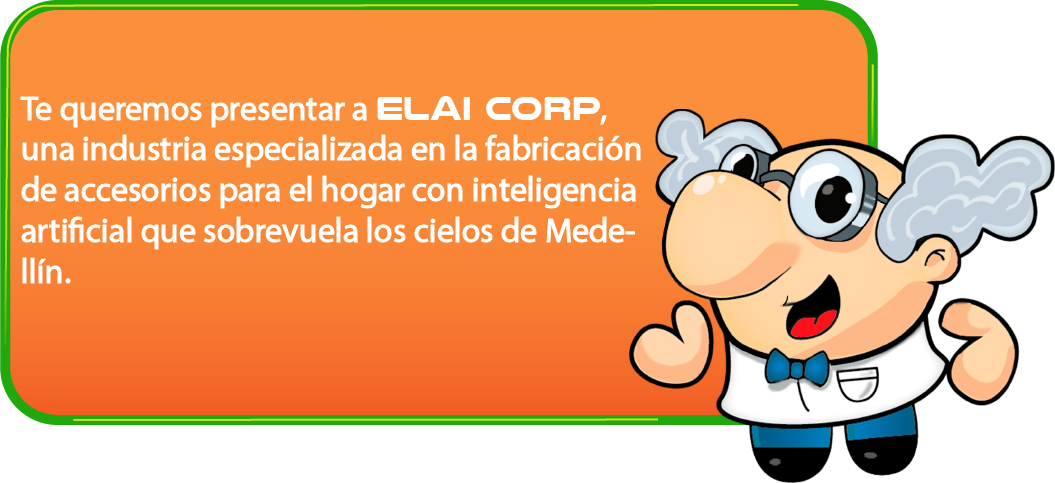 Te queremos presentar a ELAI CORP,
una industria especializada en la fabricación
de accesorios para el hogar con inteligencia
artificial que sobrevuela los cielos de Mede-
llín.